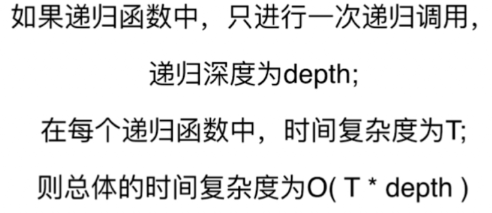 如果递归函数中，只进行一次递归调用，
递归深度为depth;
在每个递归函数中，时间复杂度为T;
则总体的时间复杂度为O( T * depth )